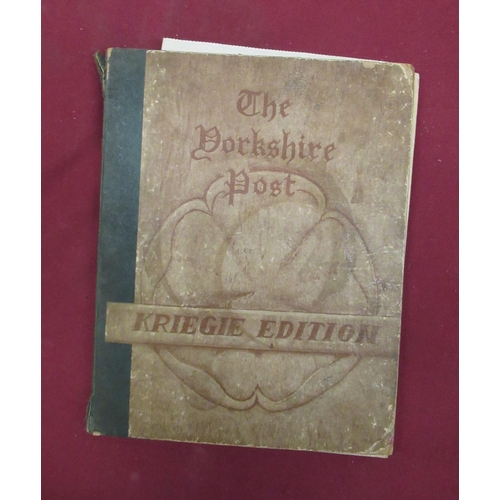 The
Yorkshire
Post
KRIEGIE EDITION